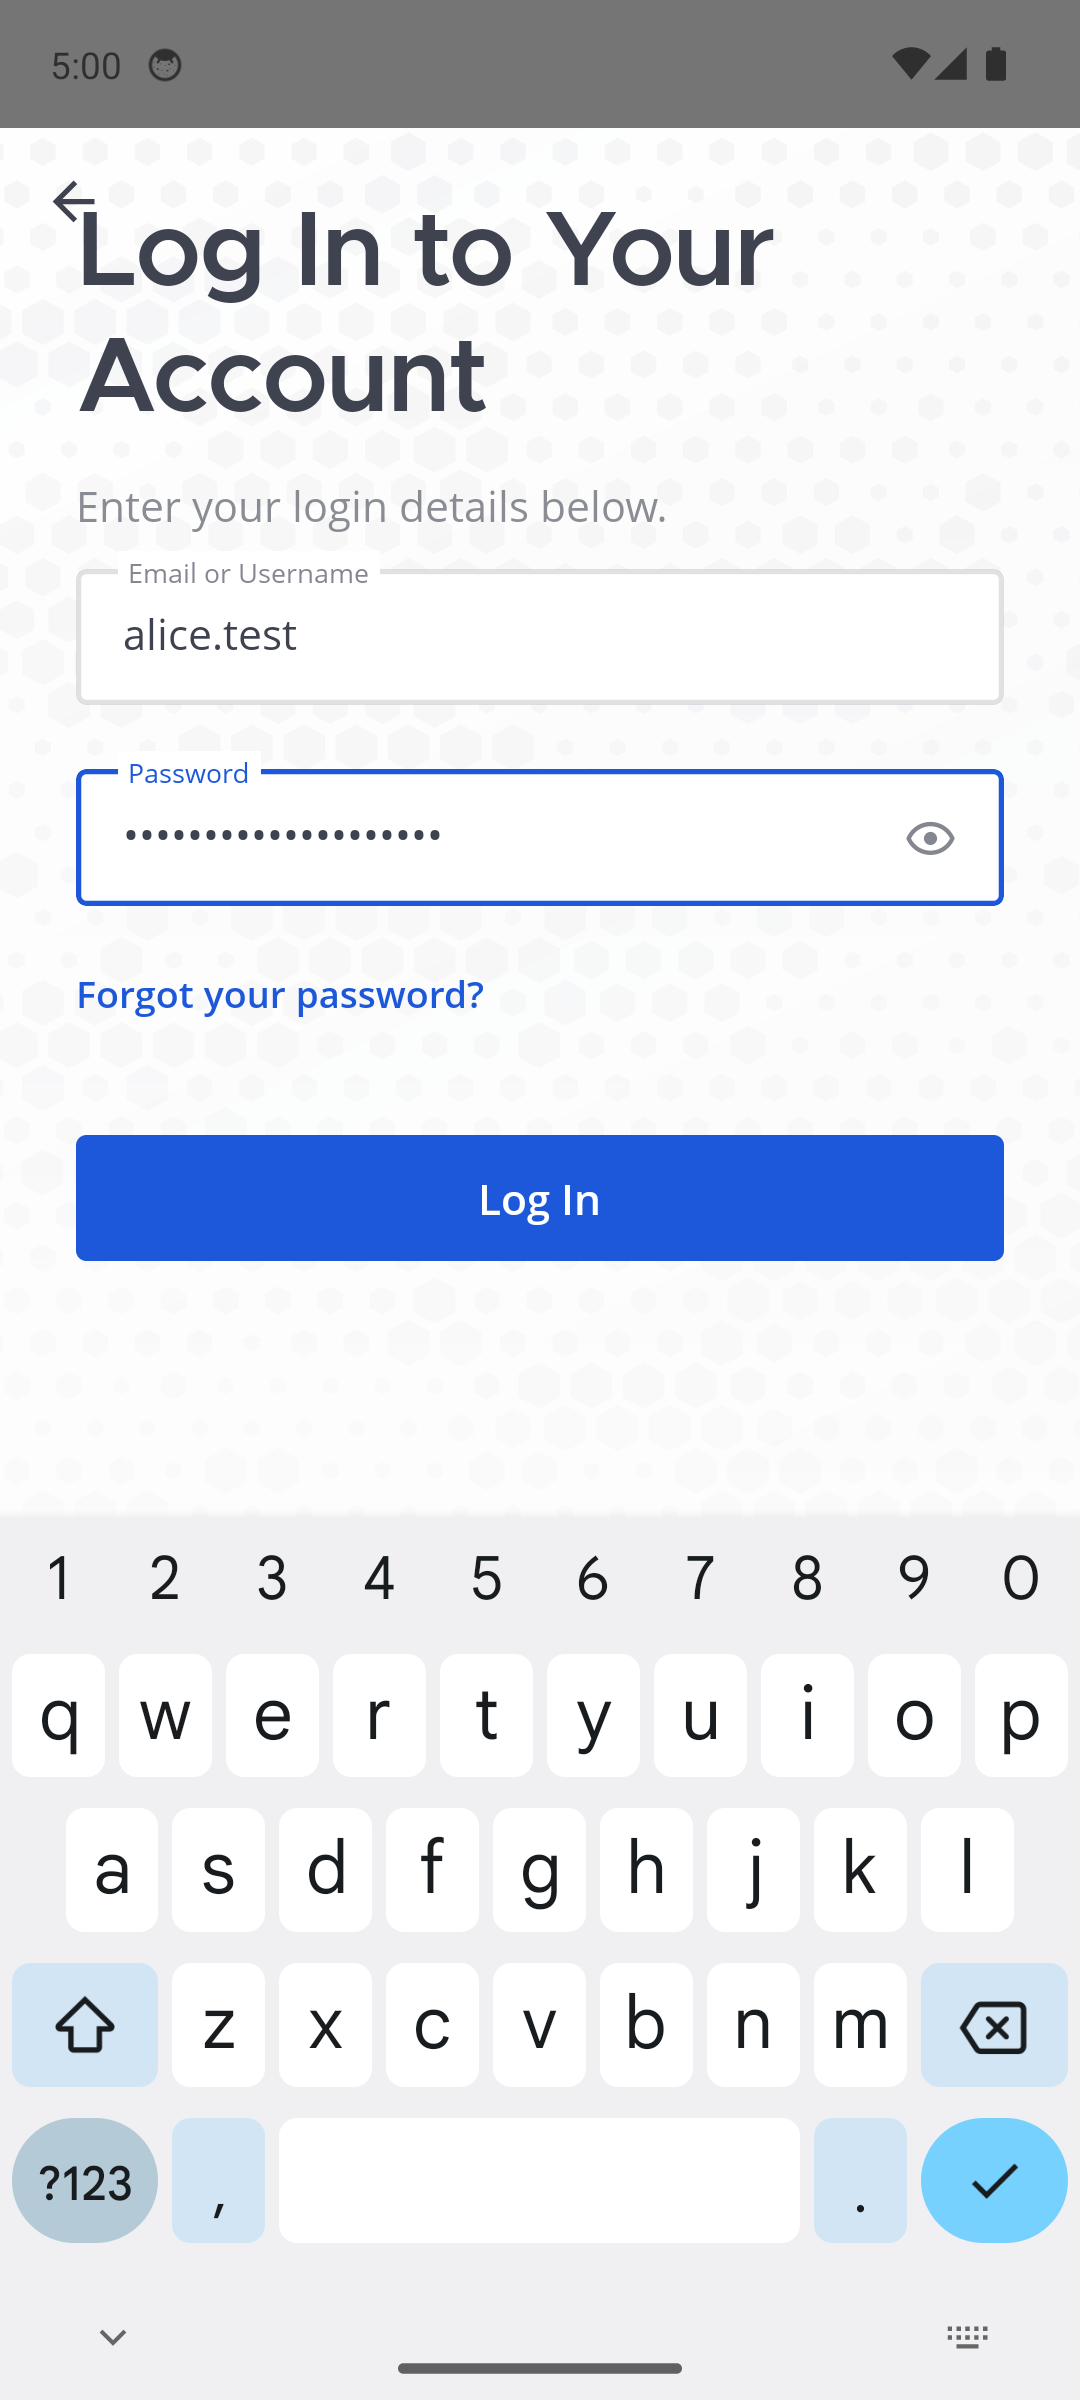 5:00
Log In to Your
Account
Enter your login details below.
Email or Username
alice.test
Password
••••••••••••••••••••
Forgot your password?
Log In
1 2 3 4 5 6 7 8 9 0
q w e r t y u i o p
a s d f g h j k l
z x c v b n m
?123 , .